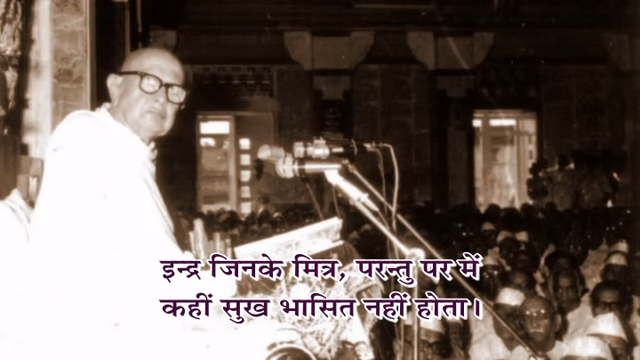 इन्द्र जिनके मित्र, परन्तु पर में
कहीं सुख भासित नहीं होता।